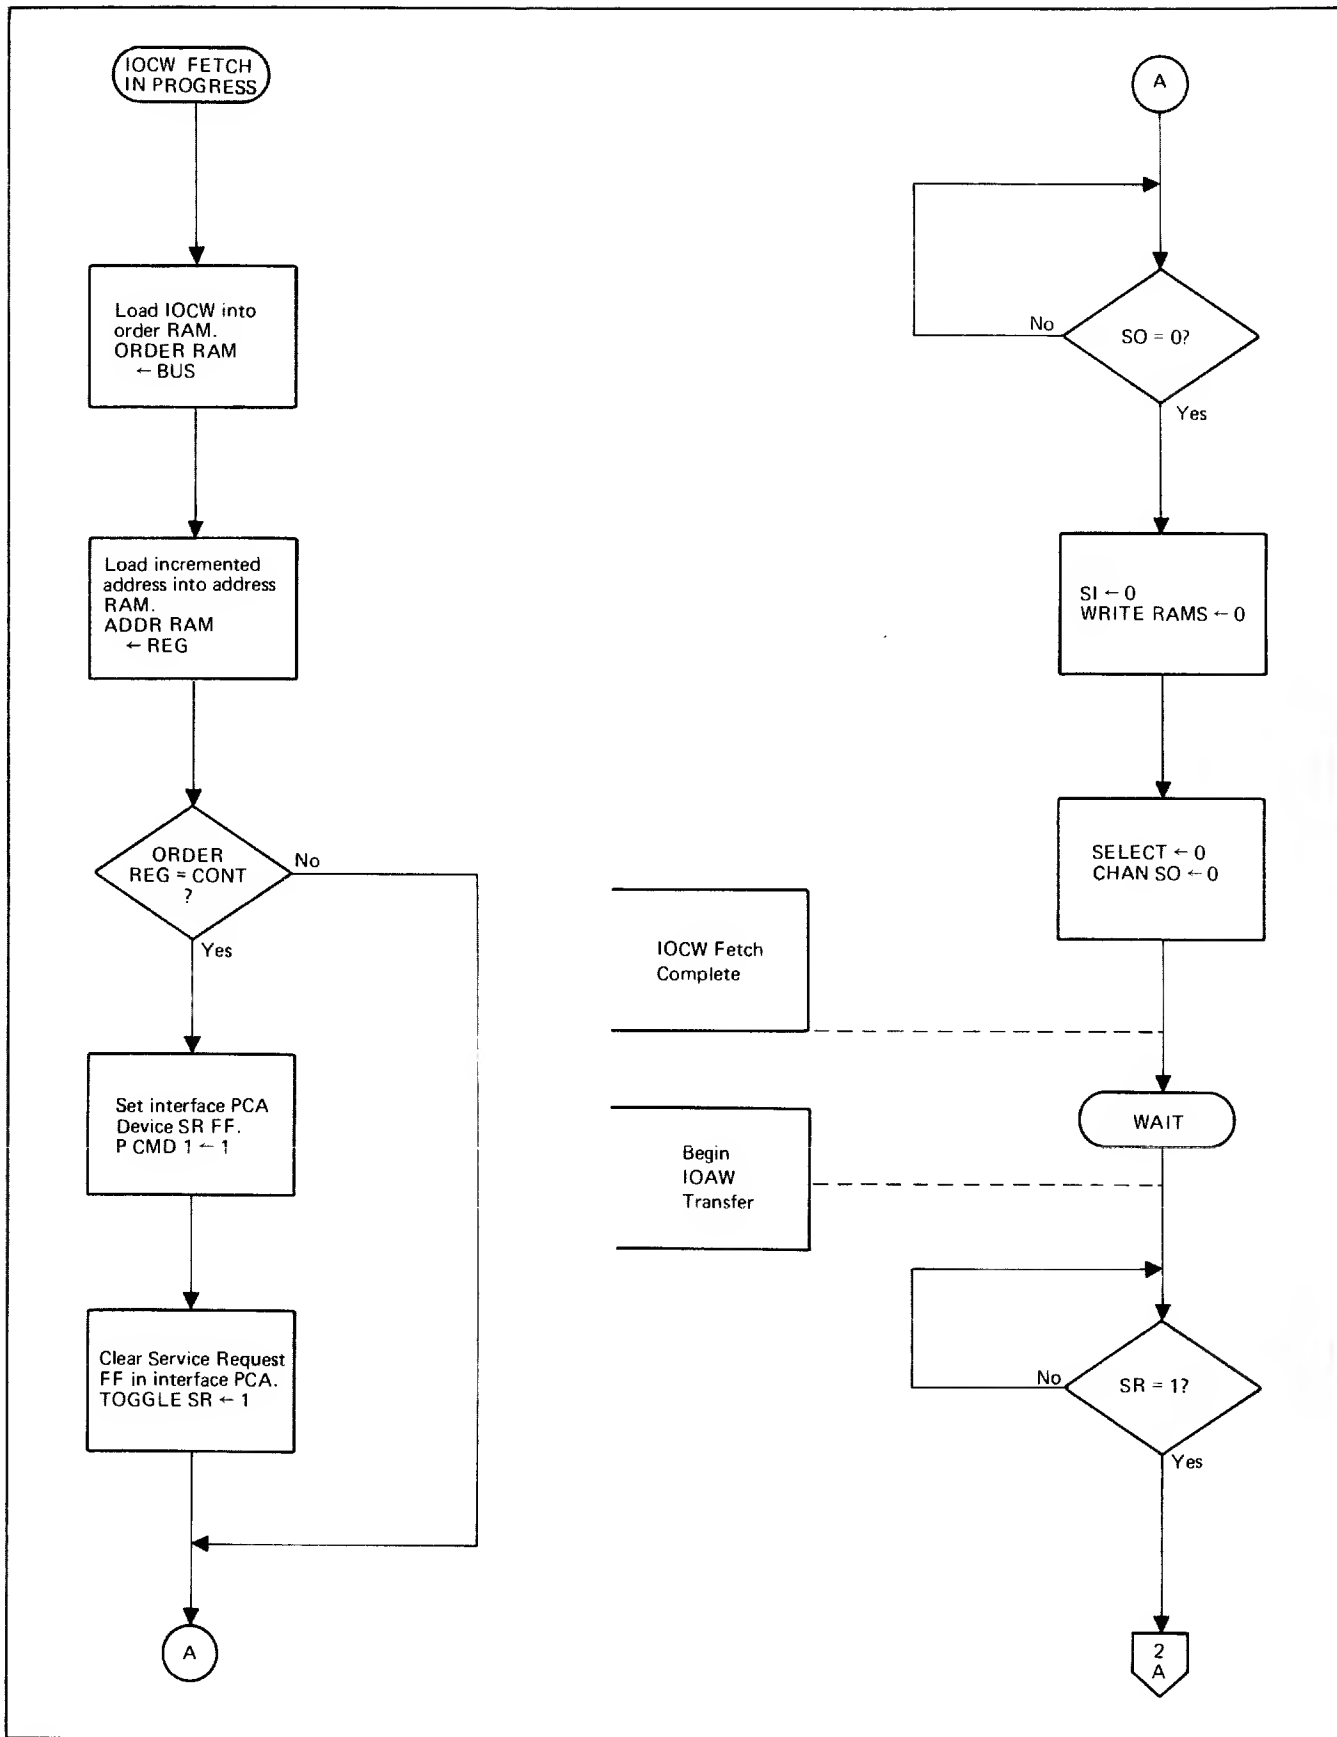 IOCW FETCH
IN PROGRESS
Load IOCW into
order RAM.
ORDER RAM
← BUS
Load incremented
address into address
RAM.
ADDR RAM
← REG
ORDER
REG = CONT
?
No
Yes
Set interface PCA
Device SR FF.
P CMD 1 ← 1
Clear Service Request
FF in interface PCA.
TOGGLE SR ← 1
A
A
SO = 0?
No
Yes
SI ← 0
WRITE RAMS ← 0
SELECT ← 0
CHAN SO ← 0
IOCW Fetch
Complete
WAIT
Begin
IOAW
Transfer
SR = 1?
No
Yes
2
A